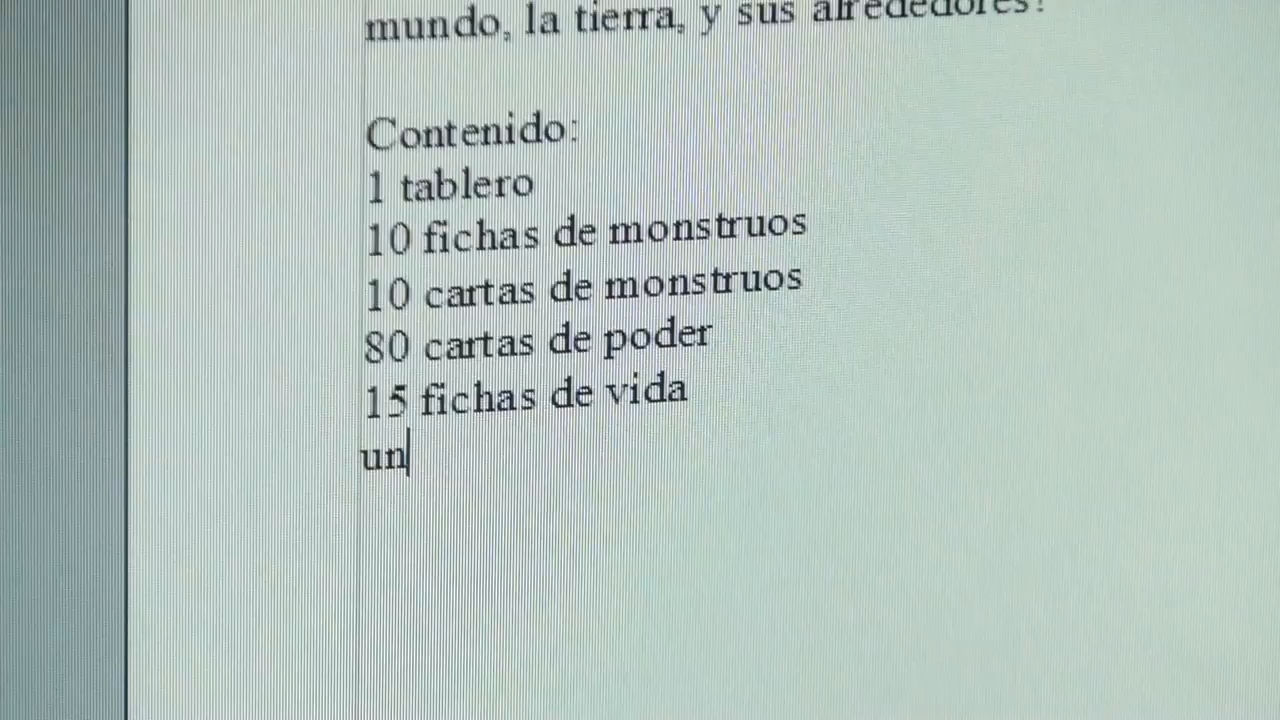 mundo, la tierra, y sus alrededores!
Contenido:
1 tablero
10 fichas de monstruos
10 cartas de monstruos
80 cartas de poder
15 fichas de vida
un